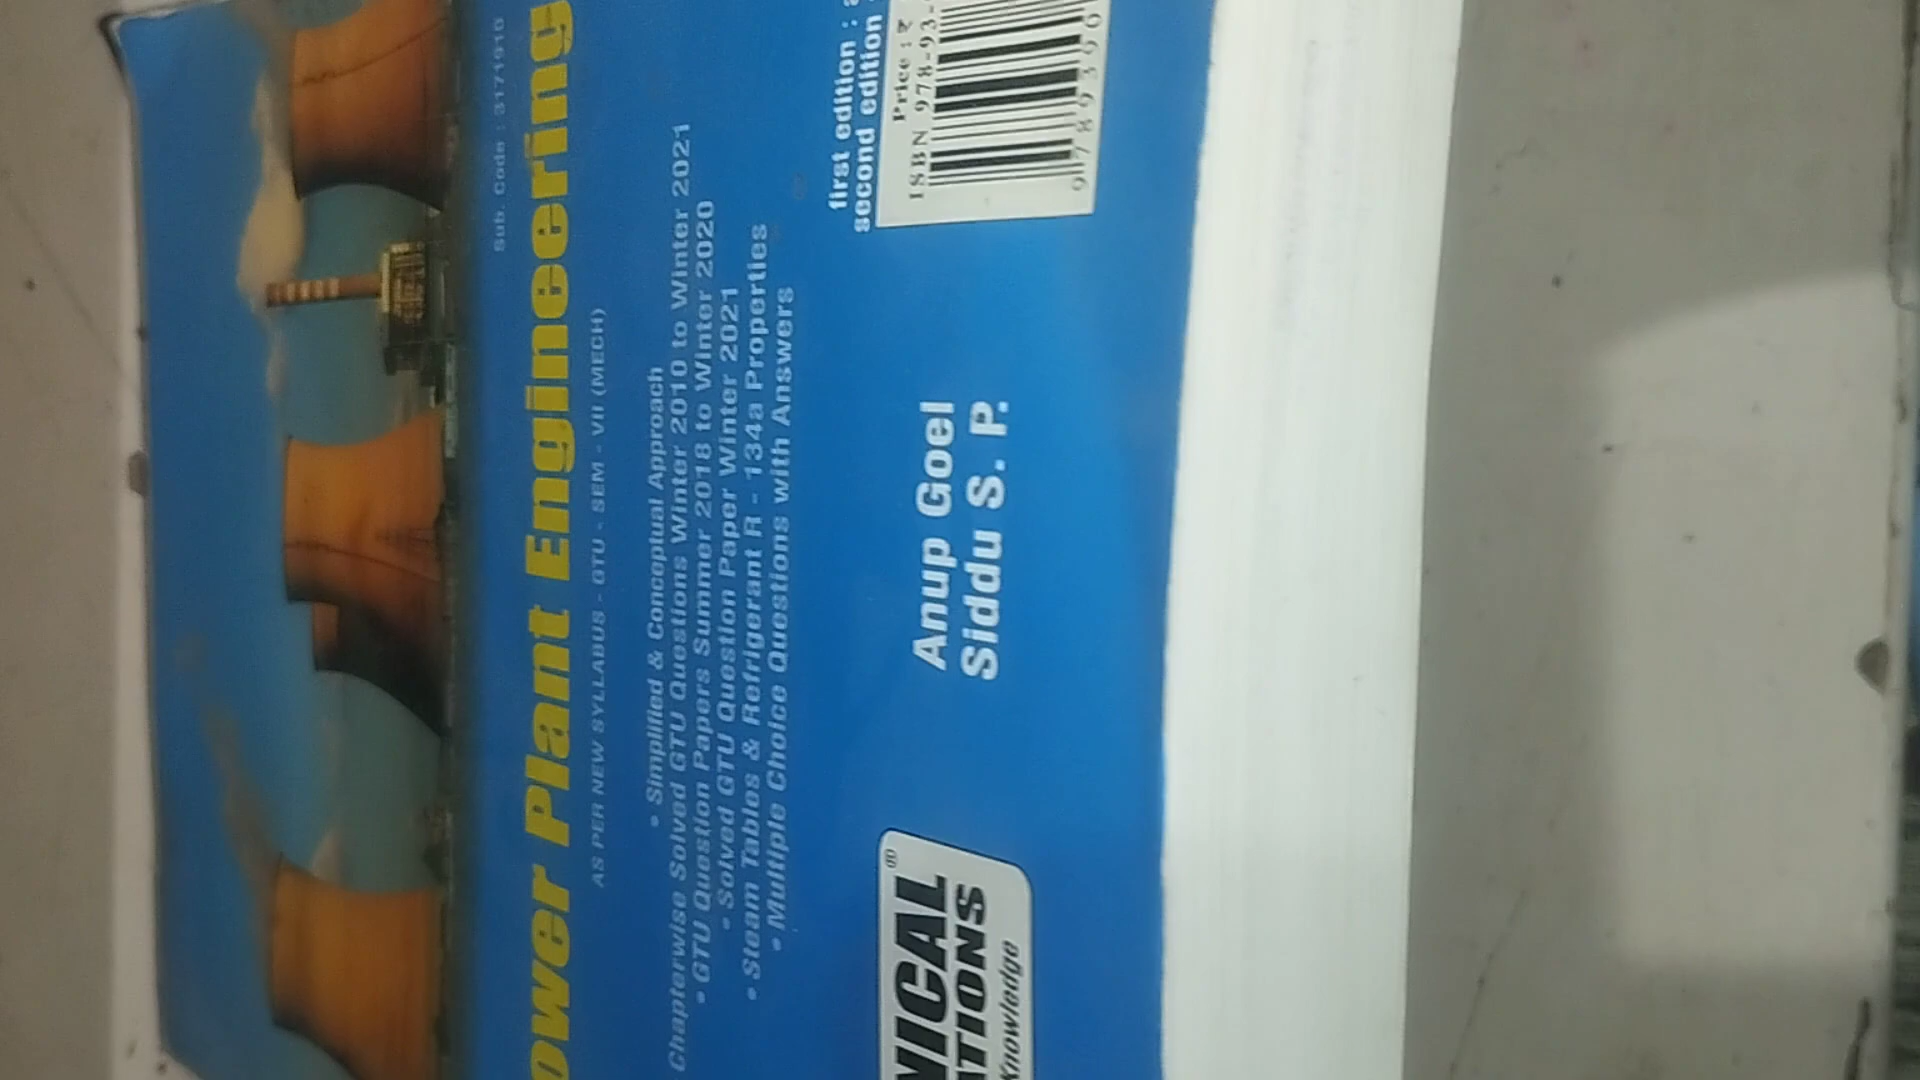 Sub. Code : 3171910
ower Plant Engineering
AS PER NEW SYLLABUS - GTU - SEM - VII (MECH)
• Simplified & Conceptual Approach
Chapterwise Solved GTU Questions Winter 2010 to Winter 2021
• GTU Question Papers Summer 2018 to Winter 2020
• Solved GTU Question Paper Winter 2021
• Steam Tables & Refrigerant R - 134a Properties
• Multiple Choice Questions with Answers
first edition :
second edition
Price : ₹
ISBN 978-93-
9 789390
Anup Goel
Siddu S. P.
NICAL®
ATIONS
Knowledge